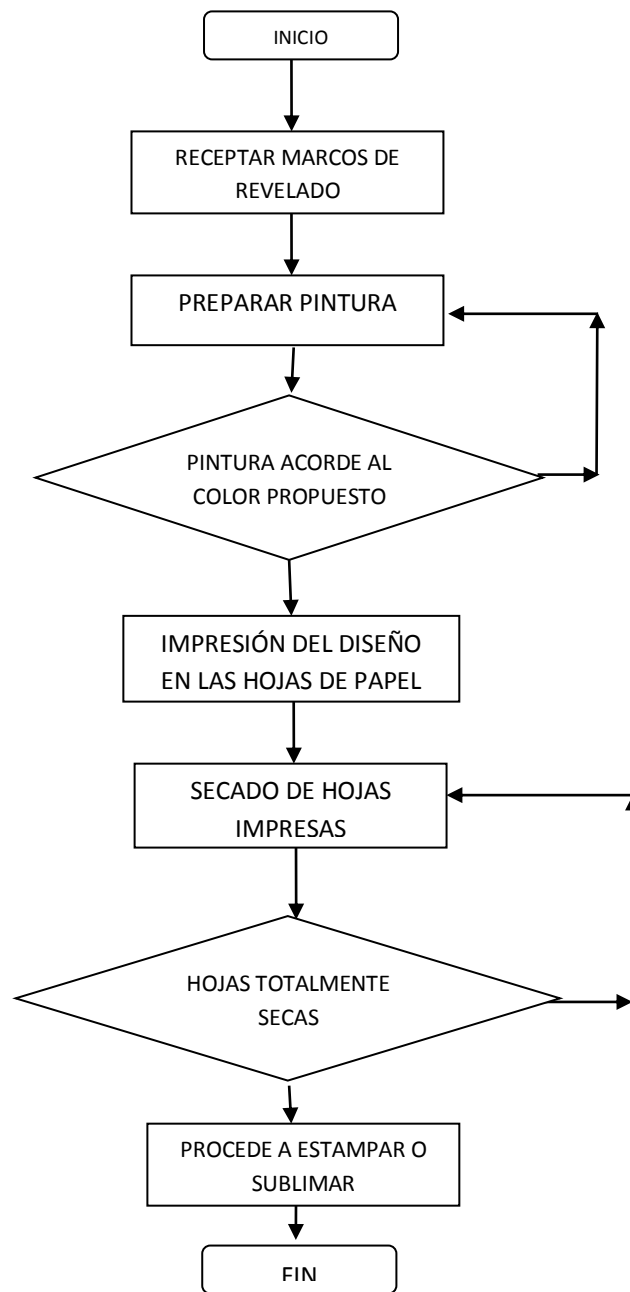 INICIO
RECEPTAR MARCOS DE
REVELADO
PREPARAR PINTURA
PINTURA ACORDE AL
COLOR PROPUESTO
IMPRESIÓN DEL DISEÑO
EN LAS HOJAS DE PAPEL
SECADO DE HOJAS
IMPRESAS
HOJAS TOTALMENTE
SECAS
PROCEDE A ESTAMPAR O
SUBLIMAR
FIN